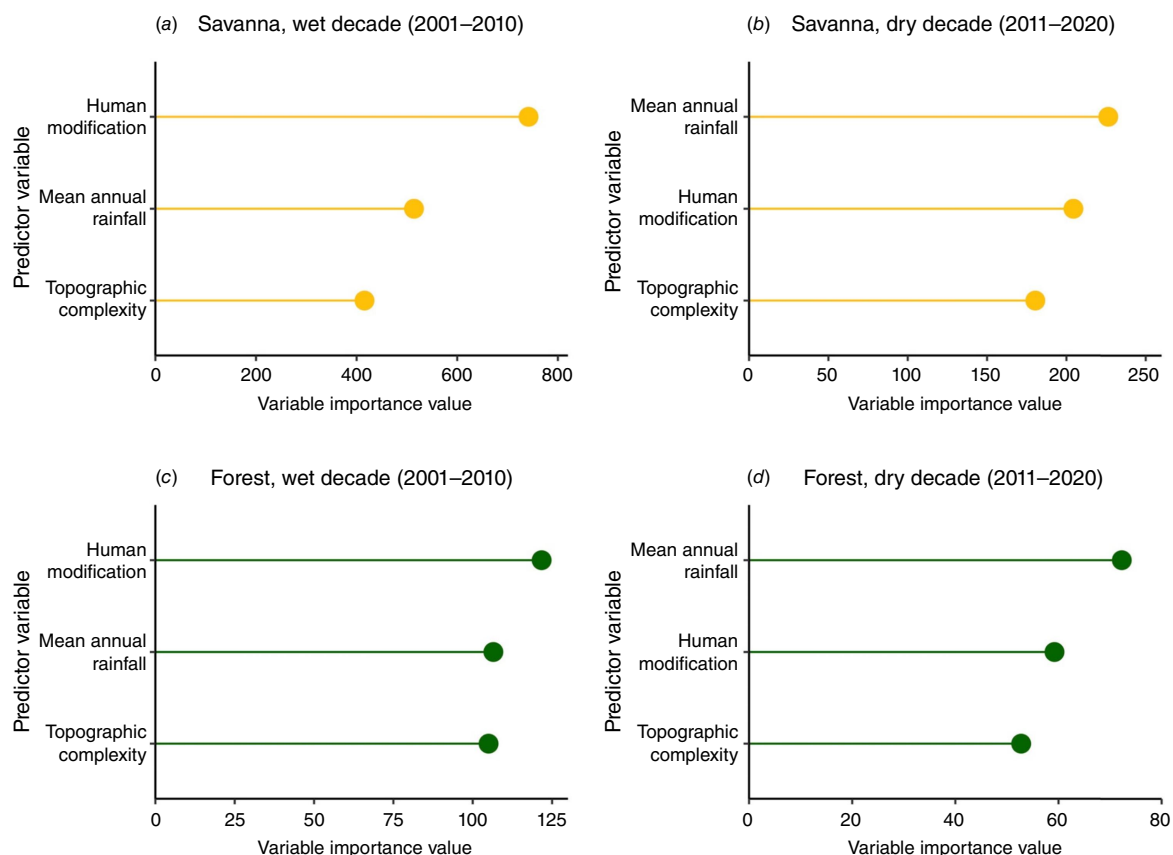 (a) Savanna, wet decade (2001–2010)
Predictor variable
Human
modification
Mean annual
rainfall
Topographic
complexity
0 200 400 600 800
Variable importance value
(b) Savanna, dry decade (2011–2020)
Predictor variable
Mean annual
rainfall
Human
modification
Topographic
complexity
0 50 100 150 200 250
Variable importance value
(c) Forest, wet decade (2001–2010)
Predictor variable
Human
modification
Mean annual
rainfall
Topographic
complexity
0 25 50 75 100 125
Variable importance value
(d) Forest, dry decade (2011–2020)
Predictor variable
Mean annual
rainfall
Human
modification
Topographic
complexity
0 20 40 60 80
Variable importance value